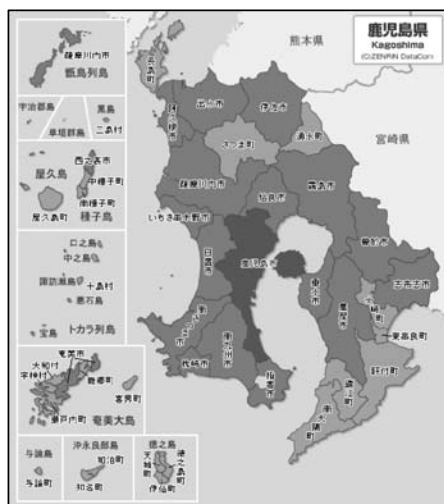 鹿児島県
Kagoshima
(C)ZENRIN DataCom
熊本県
宮崎県
薩摩川内市
甑島列島
宇治群島
草垣群島
黒島
三島村
西之表市
屋久島
中種子町
南種子町
屋久島町
種子島
口之島
中之島
諏訪瀬島
十島村
悪石島
宝島
トカラ列島
奄美市
大和村
宇検村
龍郷町
喜界町
瀬戸内町
奄美大島
与論島
与論町
沖永良部島
和泊町
知名町
徳之島
天城町
徳之島町
伊仙町
長島町
阿久根市
出水市
伊佐市
さつま町
湧水町
薩摩川内市
姶良市
霧島市
いちき串木野市
日置市
鹿児島市
曽於市
志布志市
垂水市
鹿屋市
大崎町
東串良町
肝付町
錦江町
南大隅町
南さつま市
枕崎市
南九州市
指宿市